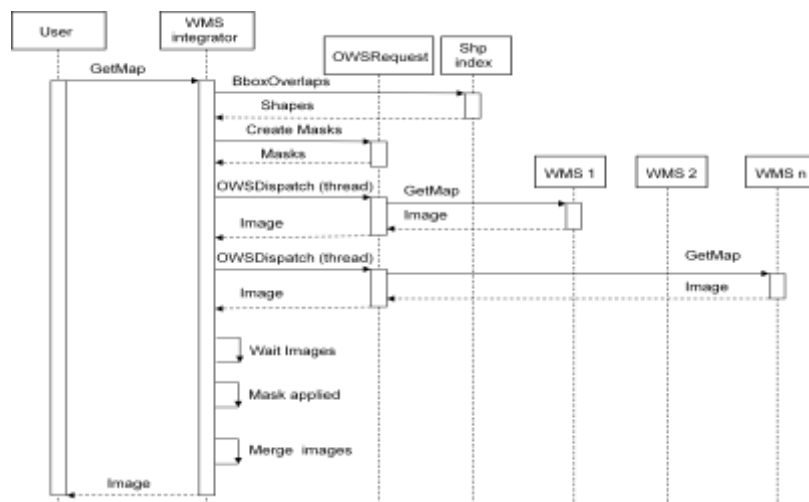 User
WMS
integrator
OWSRequest
Shp
index
GetMap
BboxOverlaps
Shapes
Create Masks
Masks
WMS 1
WMS 2
WMS n
OWSDispatch (thread)
GetMap
Image
Image
OWSDispatch (thread)
GetMap
Image
Image
Wait Images
Mask applied
Merge images
Image